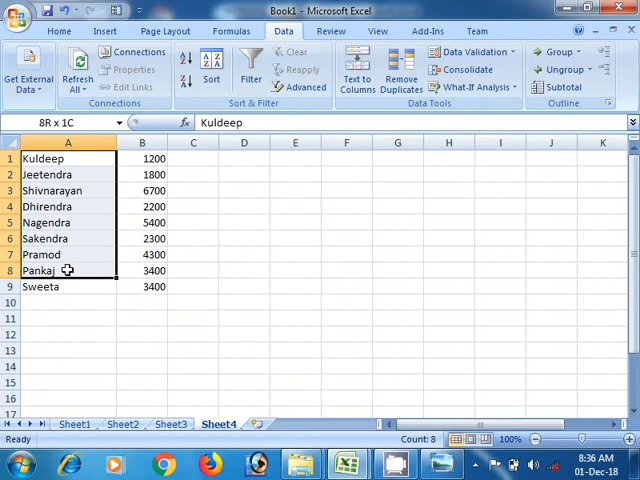 Book1 - Microsoft Excel
Home Insert Page Layout Formulas Data Review View Add-Ins Team
Get External Data
Refresh All
Connections
Properties
Edit Links
Connections
Sort
Filter
Clear
Reapply
Advanced
Sort & Filter
Text to Columns
Remove Duplicates
Data Validation
Consolidate
What-If Analysis
Data Tools
Group
Ungroup
Subtotal
Outline
8R x 1C fx Kuldeep
A B C D E F G H I J K
1 Kuldeep 1200
2 Jeetendra 1800
3 Shivnarayan 6700
4 Dhirendra 2200
5 Nagendra 5400
6 Sakendra 2300
7 Pramod 4300
8 Pankaj 3400
9 Sweeta 3400
10
11
12
13
14
15
16
17
Sheet1 Sheet2 Sheet3 Sheet4
Ready Count: 8 100%
8:36 AM
01-Dec-18